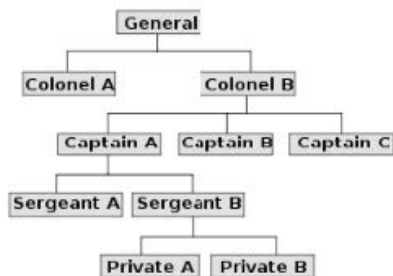 General
Colonel A
Colonel B
Captain A
Captain B
Captain C
Sergeant A
Sergeant B
Private A
Private B